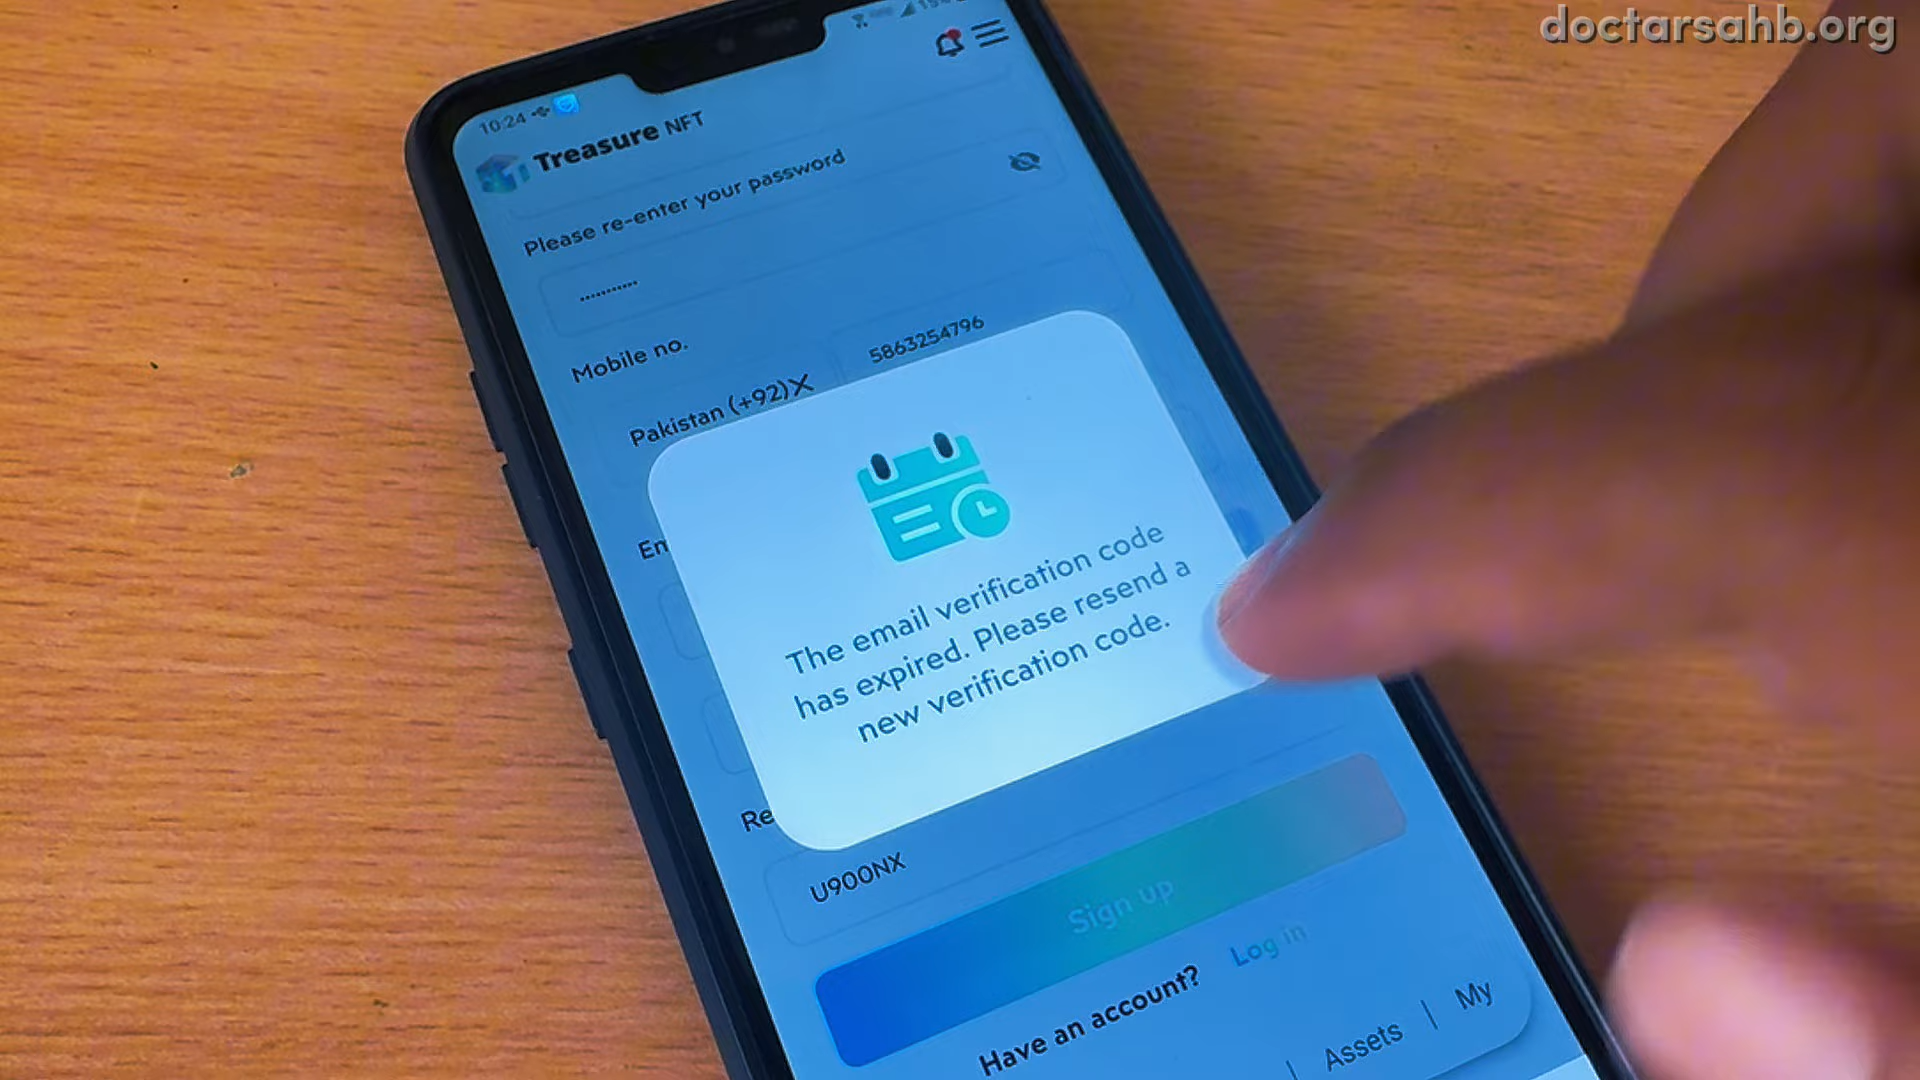 doctarsahb.org
10:24
Treasure NFT
Please re-enter your password
Mobile no.
Pakistan (+92)
5863254796
The email verification code
has expired. Please resend a
new verification code.
U900NX
Sign up
Have an account? Log in
Assets | My